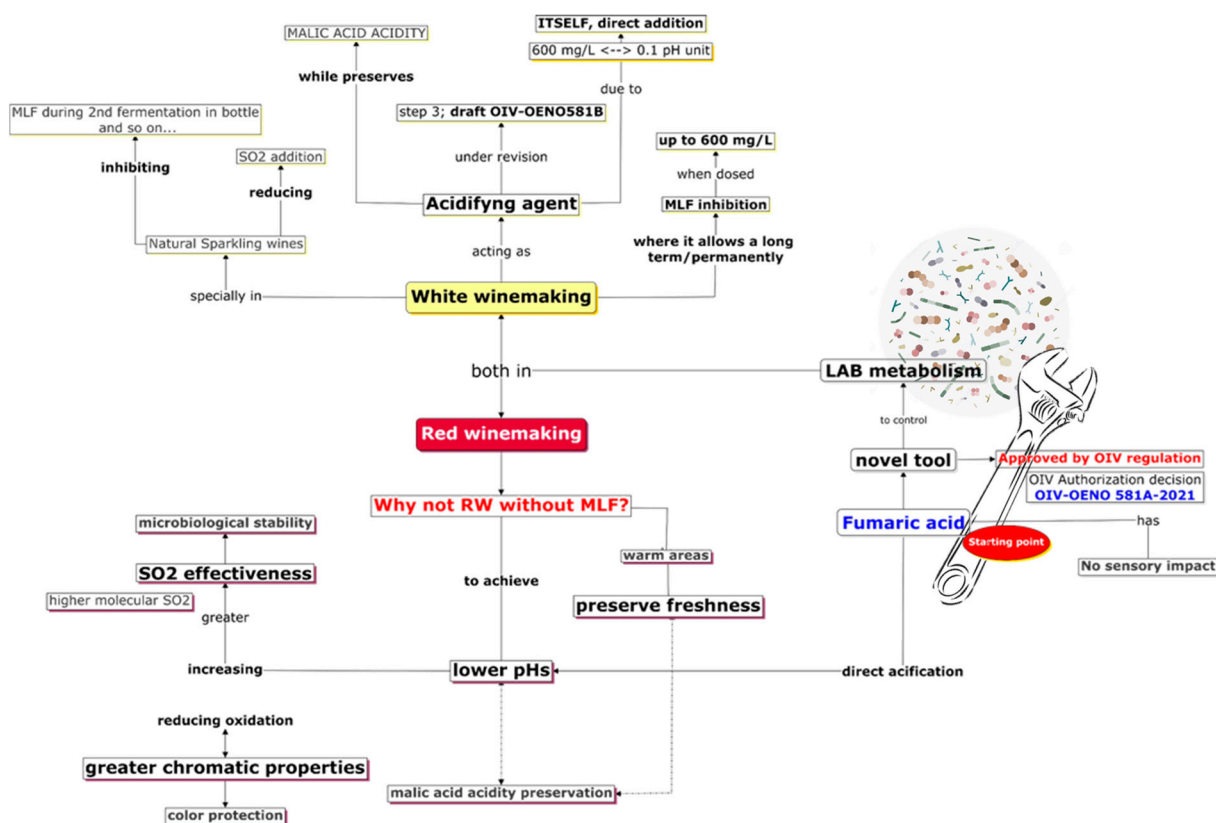 ITSELF, direct addition
MALIC ACID ACIDITY
600 mg/L <--> 0.1 pH unit
while preserves
due to
MLF during 2nd fermentation in bottle
and so on...
step 3; draft OIV-OENO581B
up to 600 mg/L
inhibiting
SO2 addition
under revision
when dosed
reducing
Acidifyng agent
MLF inhibition
Natural Sparkling wines
acting as
where it allows a long
term/permanently
specially in
White winemaking
both in
LAB metabolism
to control
Red winemaking
novel tool
Approved by OIV regulation
OIV Authorization decision
OIV-OENO 581A-2021
Why not RW without MLF?
Fumaric acid
has
microbiological stability
Starting point
warm areas
No sensory impact
SO2 effectiveness
to achieve
higher molecular SO2
preserve freshness
greater
increasing
lower pHs
direct acification
reducing oxidation
greater chromatic properties
malic acid acidity preservation
color protection